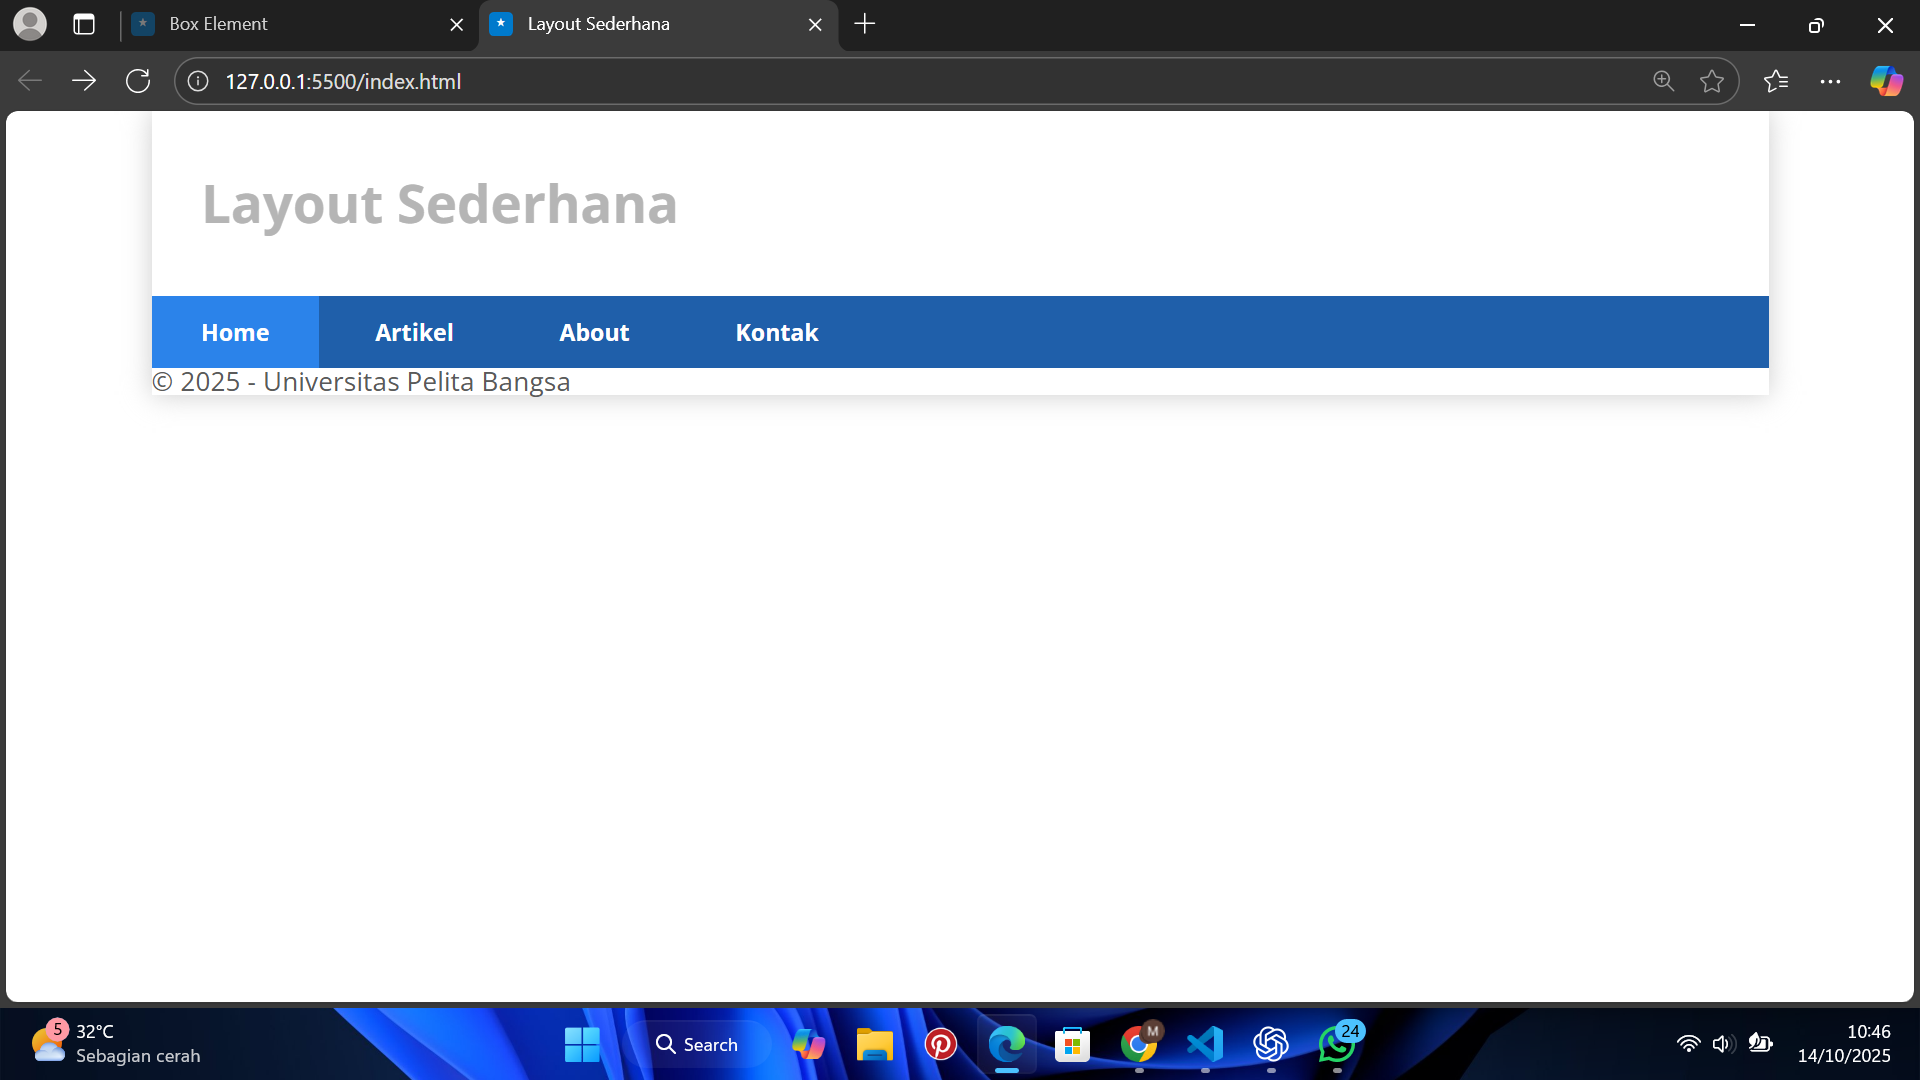 Box Element
Layout Sederhana
127.0.0.1:5500/index.html
Layout Sederhana
Home Artikel About Kontak
© 2025 - Universitas Pelita Bangsa
5
32°C
Sebagian cerah
Search
M
24
10:46
14/10/2025